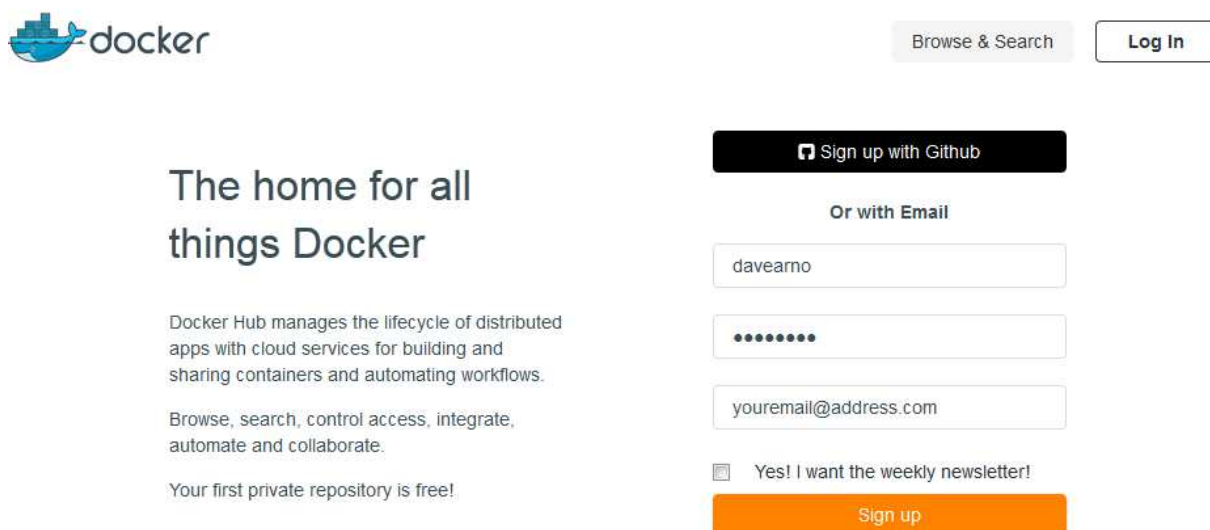 docker
Browse & Search
Log In
The home for all
things Docker
Docker Hub manages the lifecycle of distributed
apps with cloud services for building and
sharing containers and automating workflows.
Browse, search, control access, integrate,
automate and collaborate.
Your first private repository is free!
Sign up with Github
Or with Email
davearno
●●●●●●●●
youremail@address.com
Yes! I want the weekly newsletter!
Sign up